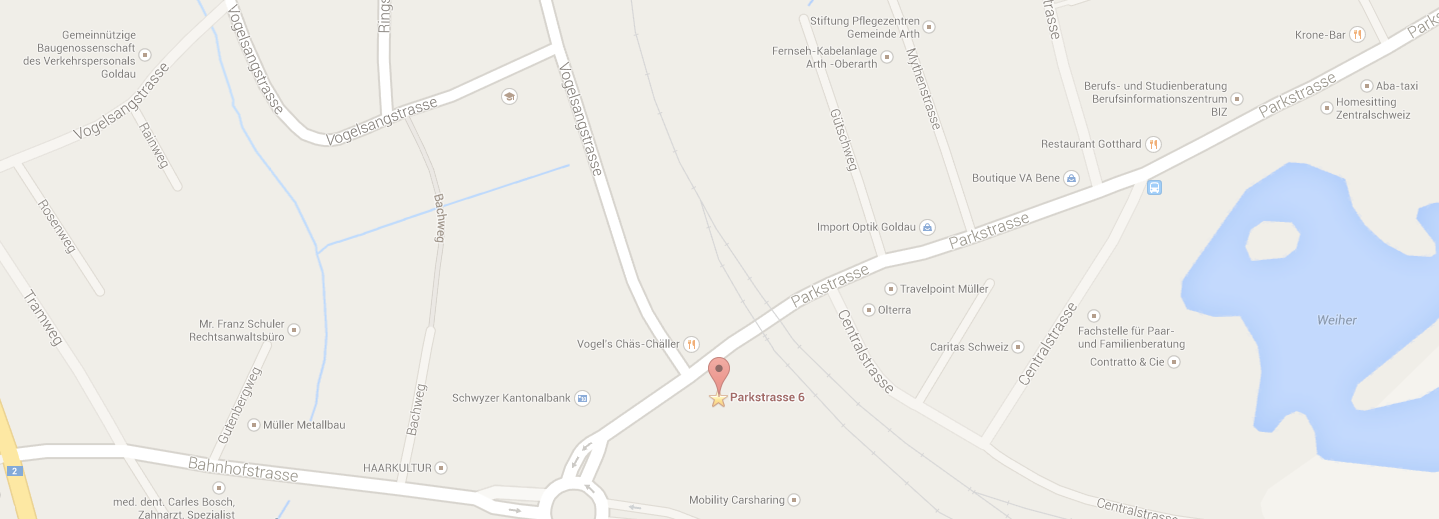 Gemeinnützige
Baugenossenschaft
des Verkehrspersonals
Goldau
Vogelsangstrasse
Vogelsangstrasse
Vogelsangstrasse
Vogelsangstrasse
Rings
Stiftung Pflegezentren
Gemeinde Arth
Fernseh-Kabelanlage
Arth -Oberarth
Mythenstrasse
Gütschweg
strasse
Krone-Bar
Parks
Parkstrasse
Aba-taxi
Homesitting
Zentralschweiz
Berufs- und Studienberatung
Berufsinformationszentrum
BIZ
Restaurant Gotthard
Boutique VA Bene
Import Optik Goldau
Parkstrasse
Parkstrasse
Rainweg
Rosenweg
Tramweg
Bachweg
Travelpoint Müller
Olterra
Centralstrasse
Caritas Schweiz
Centralstrasse
Fachstelle für Paar-
und Familienberatung
Contratto & Cie
Weiher
Mr. Franz Schuler
Rechtsanwaltsbüro
Vogel's Chäs-Chäller
Parkstrasse 6
Schwyzer Kantonalbank
Gutenbergweg
Müller Metallbau
Bachweg
2
Bahnhofstrasse
HAARKULTUR
med. dent. Carles Bosch,
Zahnarzt, Spezialist
Mobility Carsharing
Centralstrasse